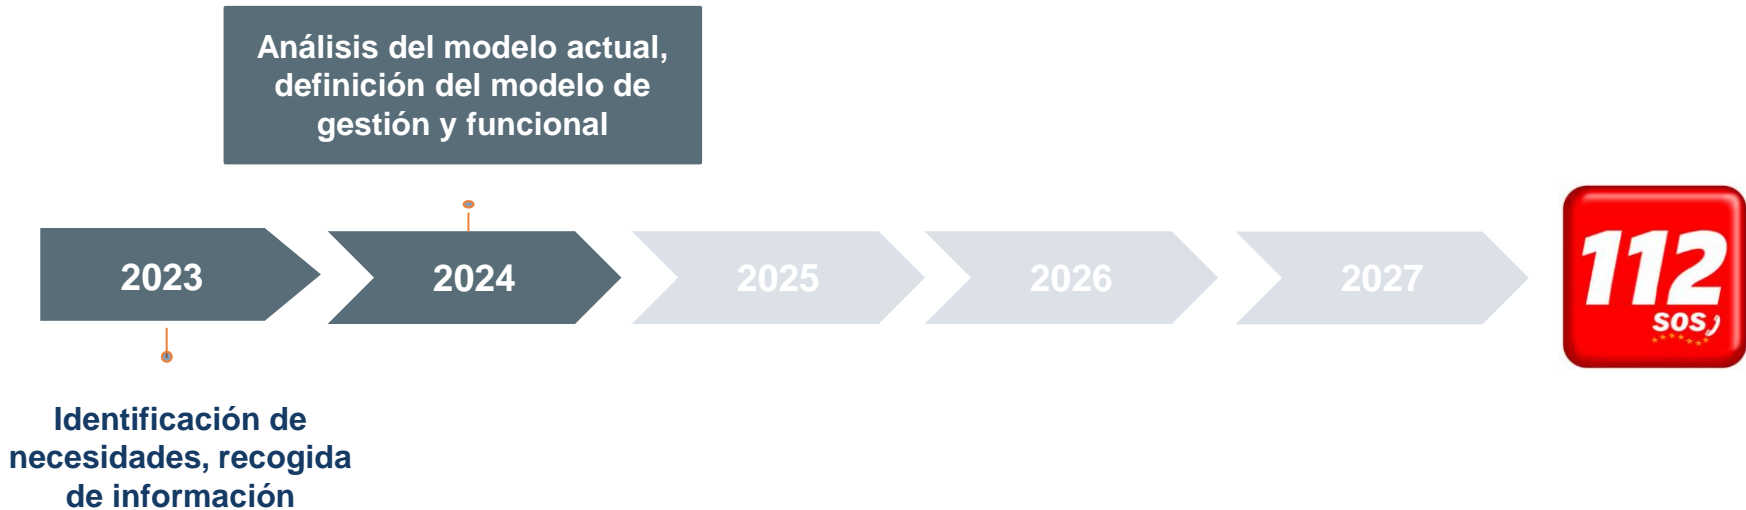 Análisis del modelo actual,
definición del modelo de
gestión y funcional
2023
2024
2025
2026
2027
112
SOS
Identificación de
necesidades, recogida
de información